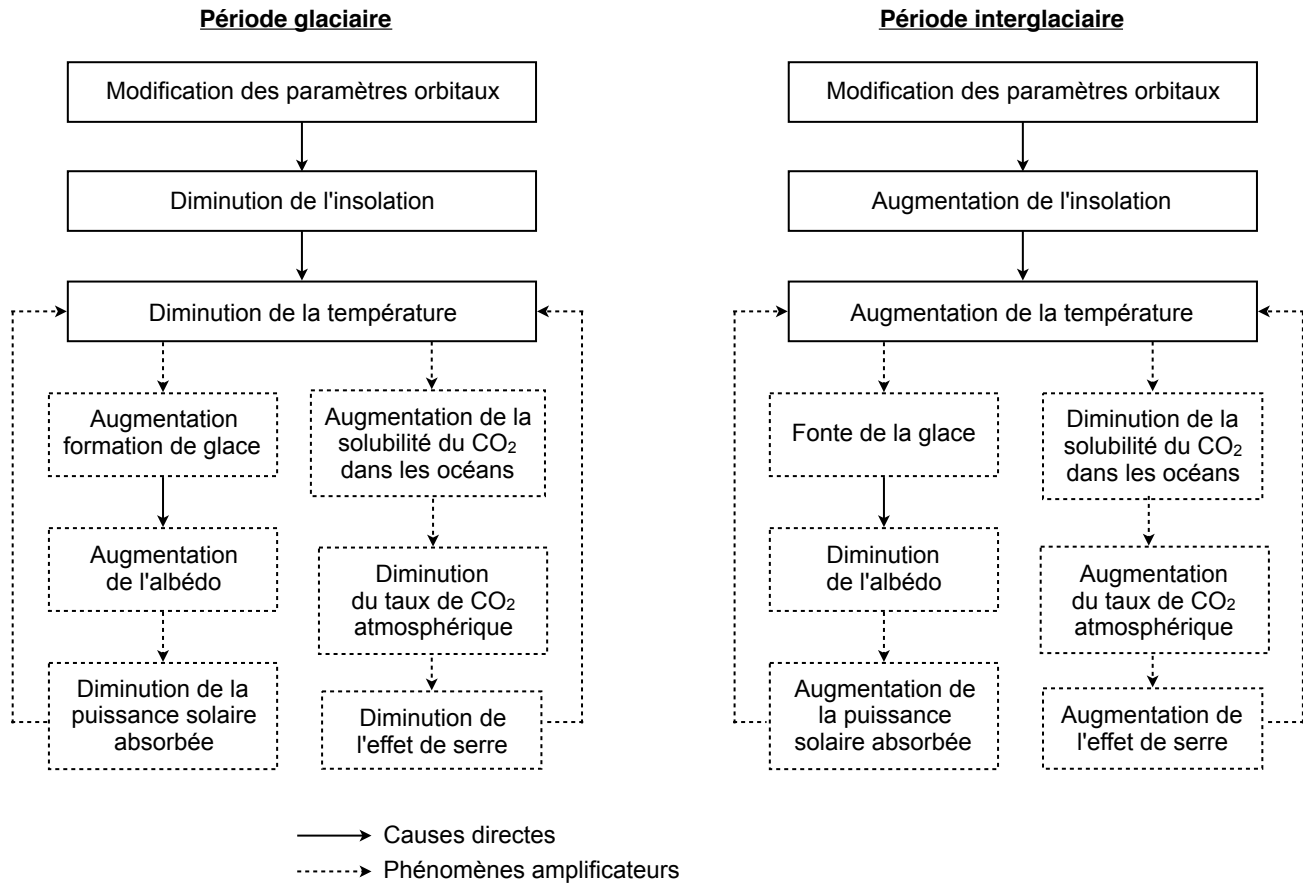 Période glaciaire
Modification des paramètres orbitaux
Diminution de l'insolation
Diminution de la température
Augmentation
formation de glace
Augmentation
de l'albédo
Diminution de la
puissance solaire
absorbée
Augmentation de la
solubilité du CO2
dans les océans
Diminution
du taux de CO2
atmosphérique
Diminution de
l'effet de serre
Période interglaciaire
Modification des paramètres orbitaux
Augmentation de l'insolation
Augmentation de la température
Fonte de la glace
Diminution
de l'albédo
Augmentation de
la puissance
solaire absorbée
Diminution de la
solubilité du CO2
dans les océans
Augmentation
du taux de CO2
atmosphérique
Augmentation de
l'effet de serre
Causes directes
Phénomènes amplificateurs